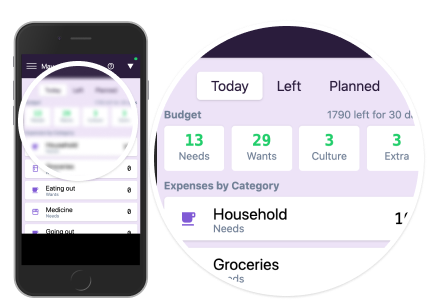 Today Left Planned
Budget 1790 left for 30
13 29 3 3
Needs Wants Culture Extra
Expenses by Category
Household
Needs
Groceries
0
Eating out 0
Wants
Medicine 0
Needs
Going out 0